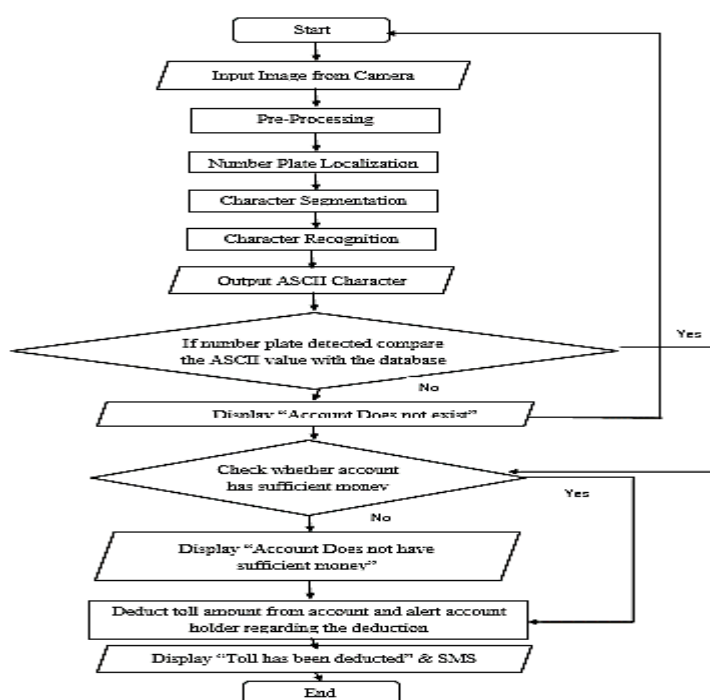 Start
Input Image from Camera
Pre-Processing
Number Plate Localization
Character Segmentation
Character Recognition
Output ASCII Character
If number plate detected compare
the ASCII value with the database
Yes
No
Display “Account Does not exist”
Check whether account
has sufficient money
Yes
No
Display “Account Does not have
sufficient money”
Deduct toll amount from account and alert account
holder regarding the deduction
Display “Toll has been deducted” & SMS
End